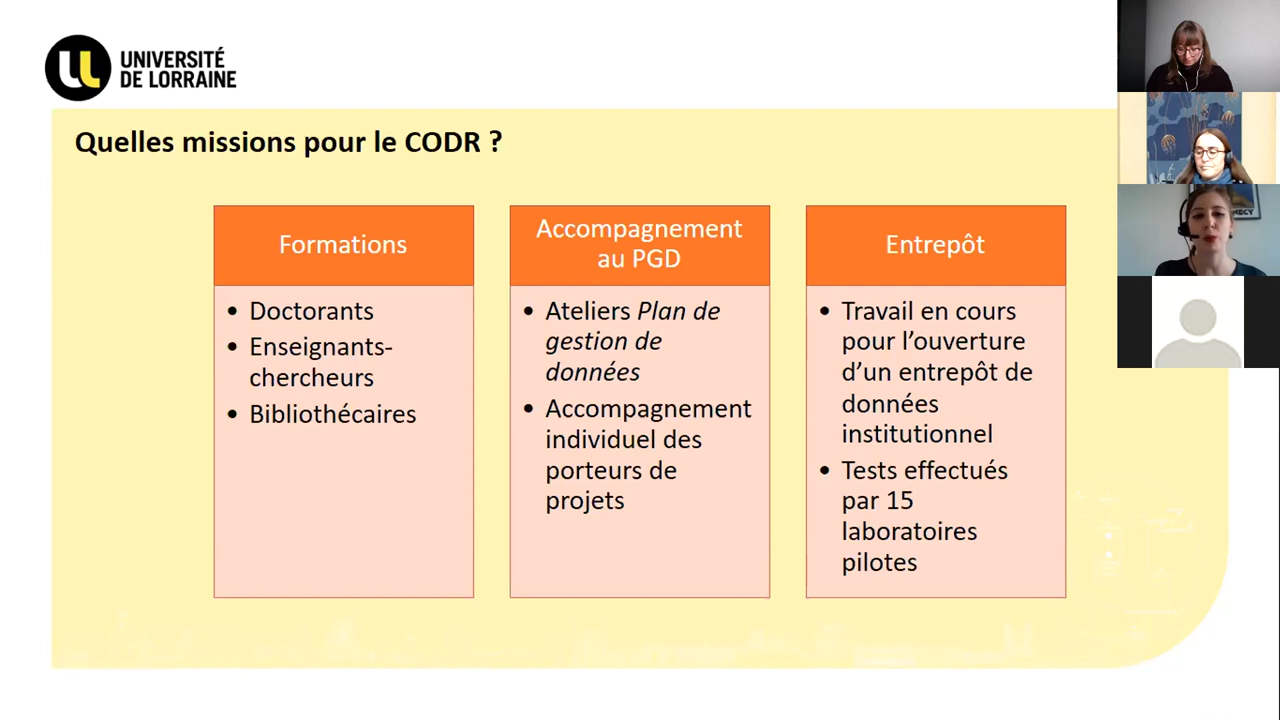 UNIVERSITÉ
DE LORRAINE
Quelles missions pour le CODR ?
Formations
• Doctorants
• Enseignants-
chercheurs
• Bibliothécaires
Accompagnement
au PGD
• Ateliers Plan de
gestion de
données
• Accompagnement
individuel des
porteurs de
projets
Entrepôt
• Travail en cours
pour l’ouverture
d’un entrepôt de
données
institutionnel
• Tests effectués
par 15
laboratoires
pilotes